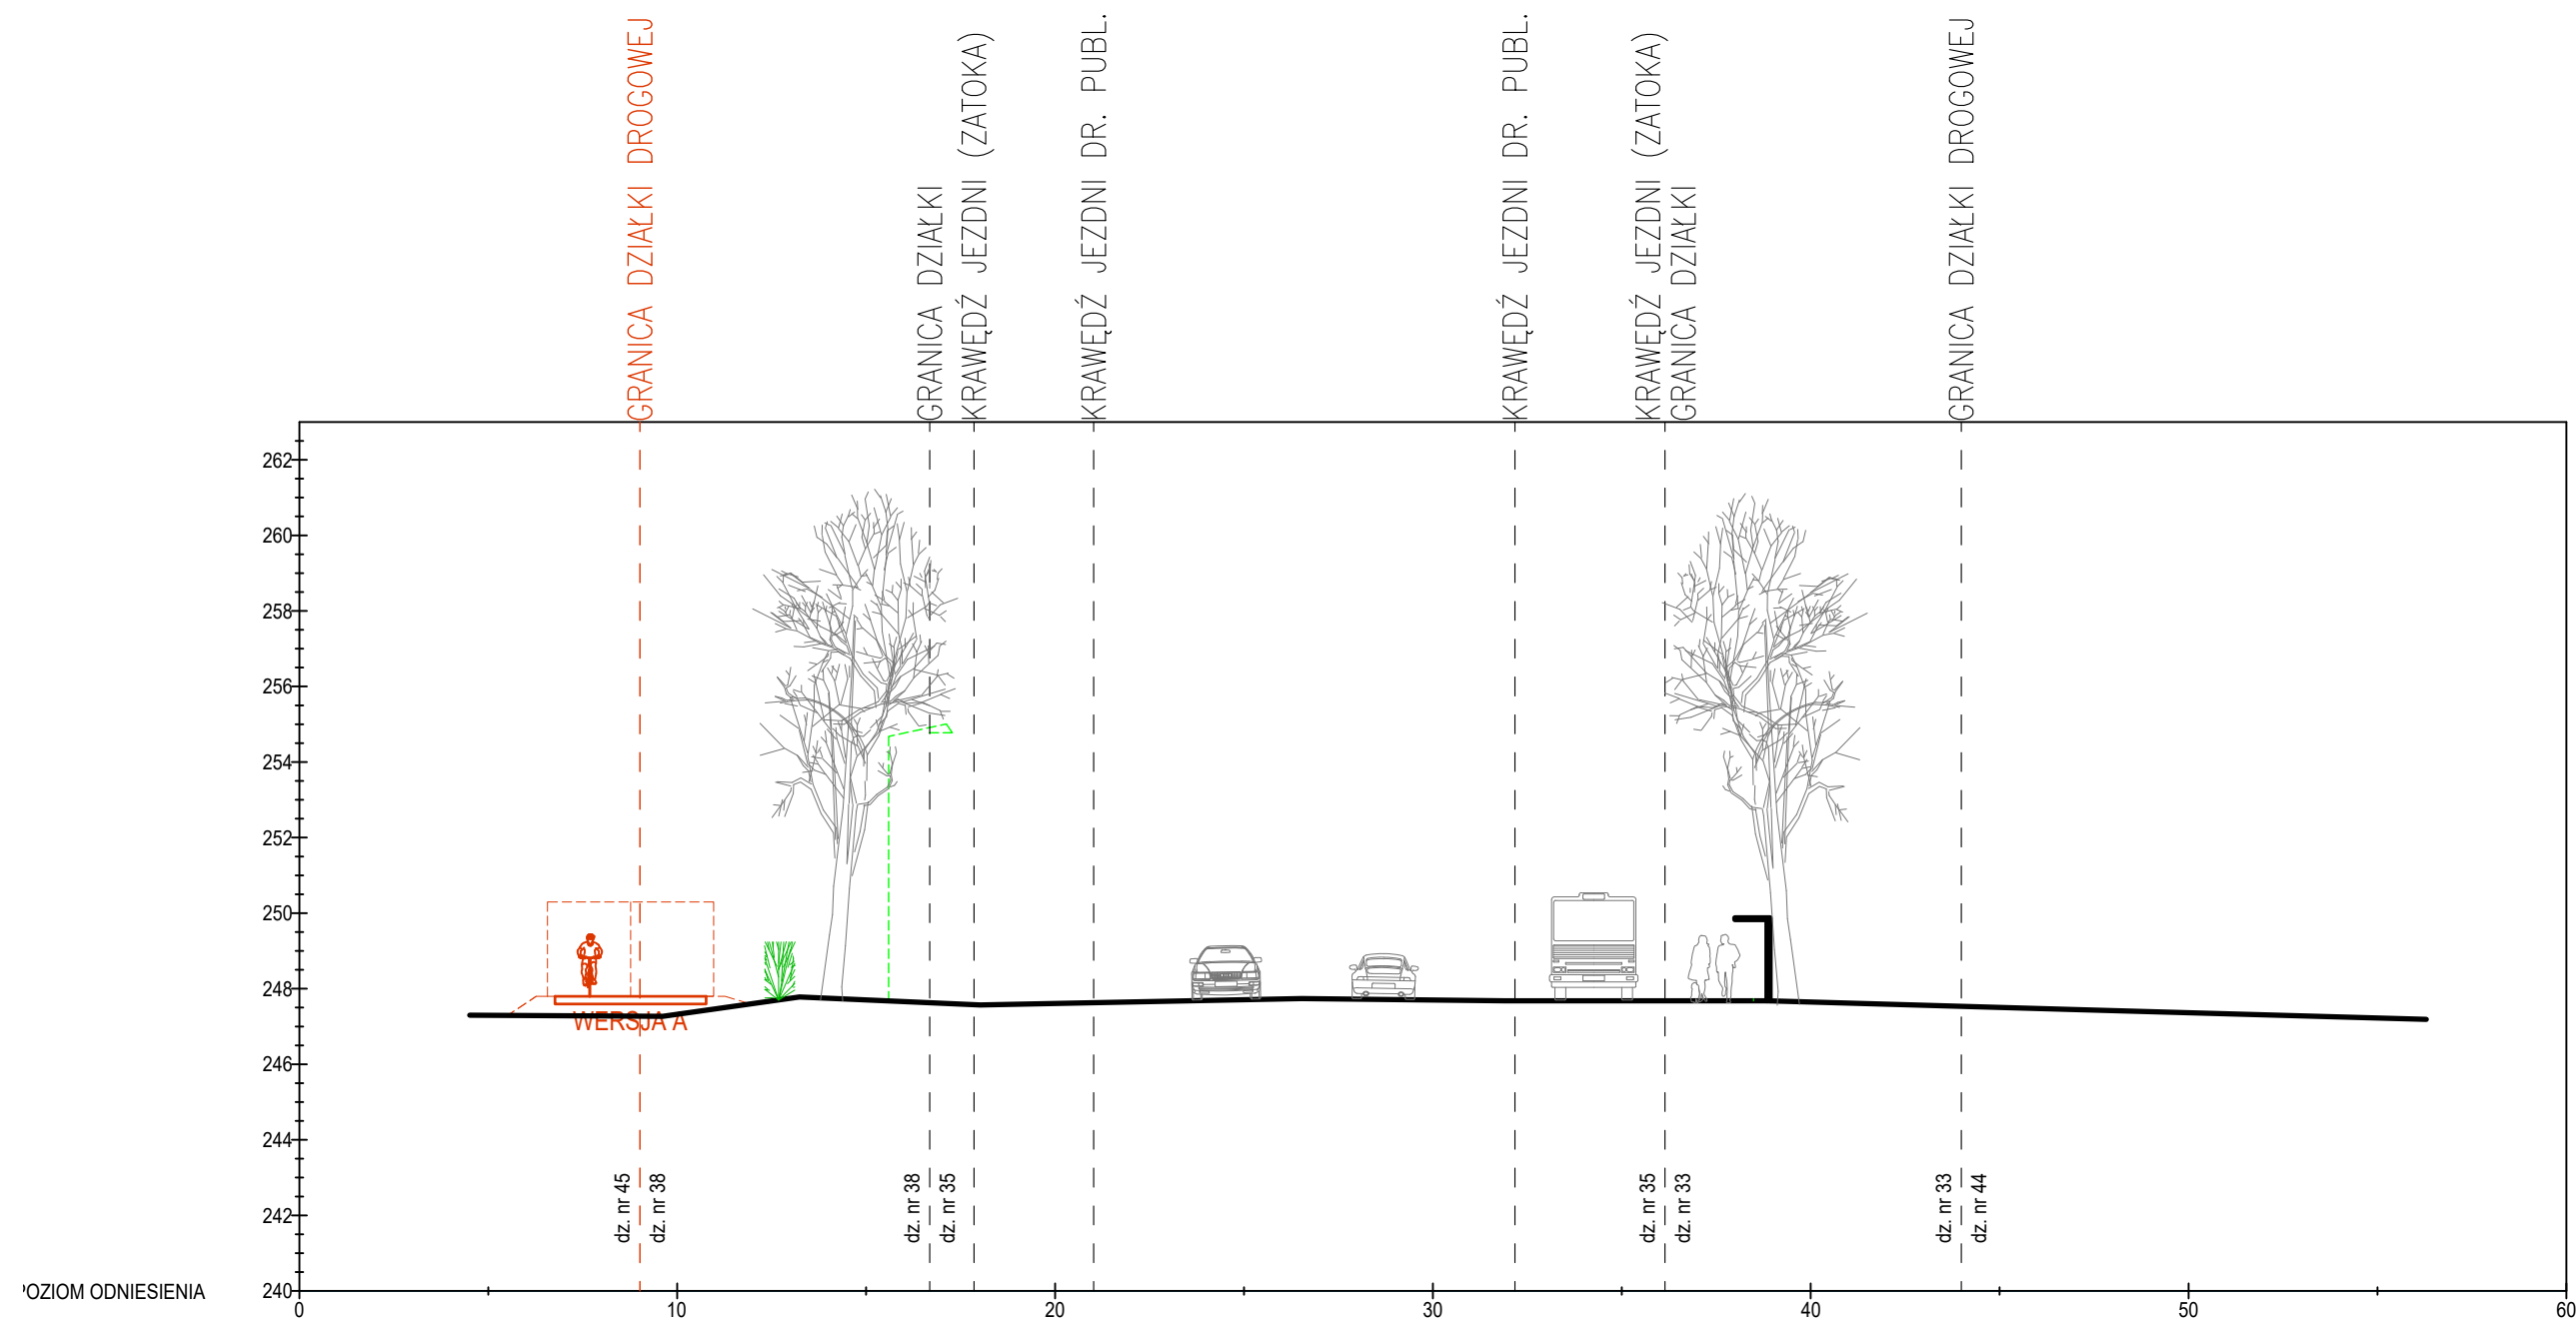 GRANICA DZIAŁKI DROGOWEJ
GRANICA DZIAŁKI
KRAWĘDŹ JEZDNI (ZATOKA)
KRAWĘDŹ JEZDNI DR. PUBL.
KRAWĘDŹ JEZDNI DR. PUBL.
KRAWĘDŹ JEZDNI (ZATOKA)
GRANICA DZIAŁKI
GRANICA DZIAŁKI DROGOWEJ
262
260
258
256
254
252
250
248
246
244
242
240
WERSJA A
dz. nr 45
dz. nr 38
dz. nr 38
dz. nr 35
dz. nr 35
dz. nr 33
dz. nr 33
dz. nr 44
POZIOM ODNIESIENIA
0 10 20 30 40 50 60